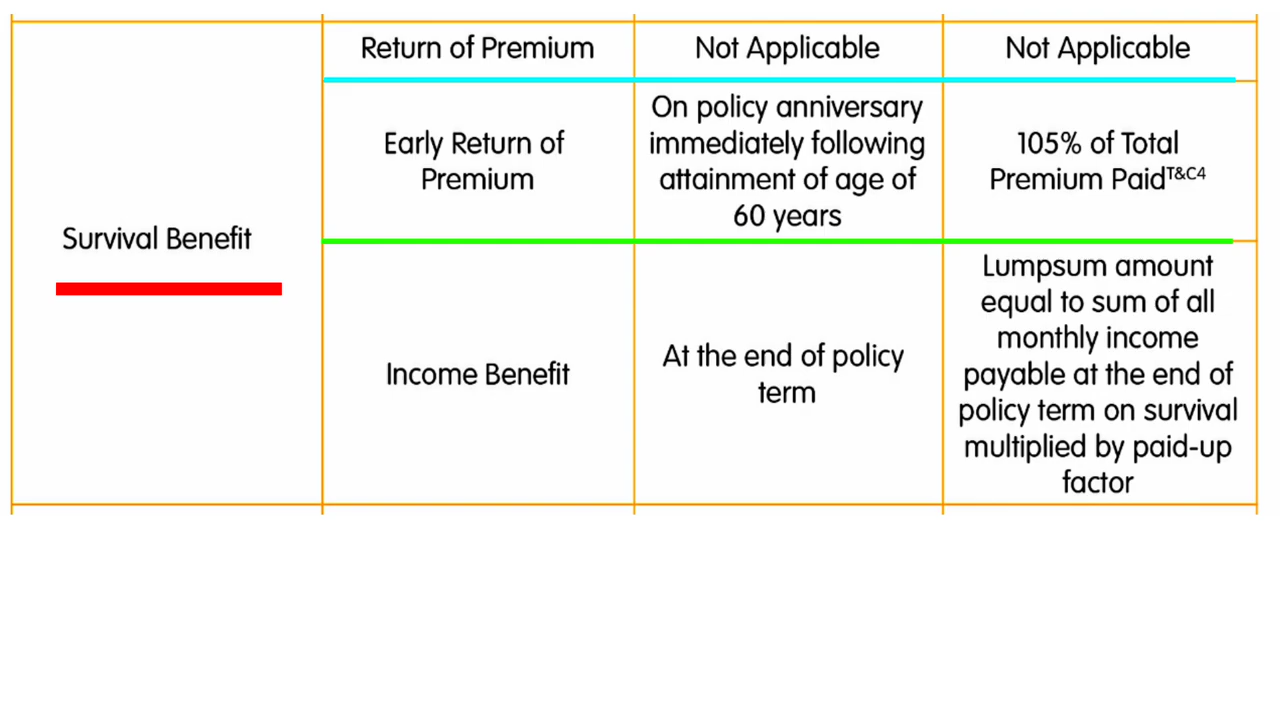 Survival Benefit
Return of Premium
Not Applicable
Not Applicable
Early Return of
Premium
On policy anniversary
immediately following
attainment of age of
60 years
105% of Total
Premium PaidT&C4
Income Benefit
At the end of policy
term
Lumpsum amount
equal to sum of all
monthly income
payable at the end of
policy term on survival
multiplied by paid-up
factor